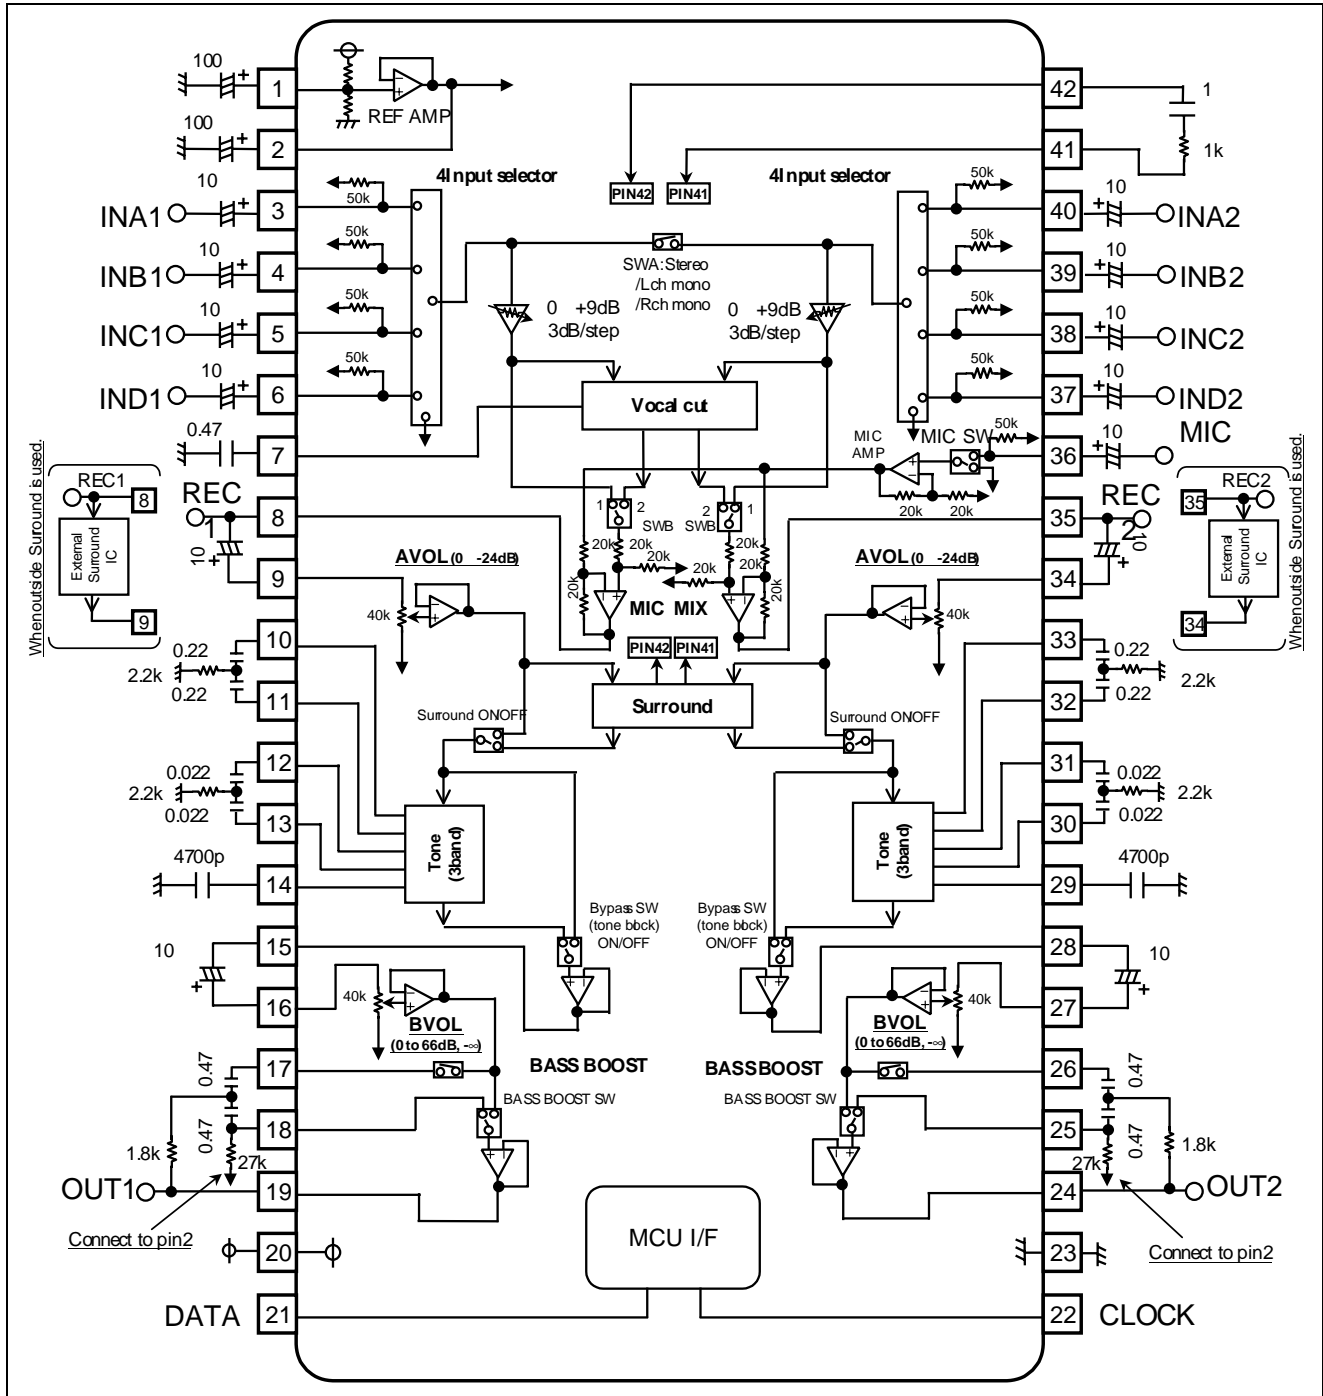 100
+
1
REF AMP
42
1
100
+
2
41
1k
4Input selector
4Input selector
PIN42
PIN41
INA1
10
+
3
50k
50k
40
10
+
INA2
INB1
10
+
4
50k
50k
39
10
+
INB2
SWA:Stereo
/Lch mono
/Rch mono
INC1
10
+
5
50k
0 +9dB
3dB/step
0 +9dB
3dB/step
50k
38
10
+
INC2
IND1
10
+
6
50k
50k
37
10
+
IND2
Vocal cut
0.47
7
MIC
AMP
MIC SW
50k
36
10
+
MIC
20k
20k
When outside Surround is used.
REC1
8
External
Surround
IC
9
When outside Surround is used.
35
REC2
External
Surround
IC
34
REC
1
8
10
+
35
REC
2
10
+
1
2
SWB
2
1
20k
20k
20k
20k
20k
20k
20k
20k
MIC MIX
AVOL (0 -24dB)
AVOL (0 -24dB)
9
40k
40k
34
PIN42
PIN41
Surround
Surround ON/OFF
Surround ON/OFF
10
0.22
2.2k
0.22
11
33
0.22
2.2k
0.22
32
12
0.022
2.2k
0.022
13
31
0.022
2.2k
0.022
30
Tone
(3band)
Tone
(3band)
4700p
14
29
4700p
Bypass SW
(tone block)
ON/OFF
Bypass SW
(tone block)
ON/OFF
15
10
+
16
28
10
+
27
40k
BVOL
(0 to 66dB, -∞)
40k
BVOL
(0 to 66dB, -∞)
BASS BOOST
BASS BOOST
17
0.47
0.47
18
27k
1.8k
26
0.47
0.47
25
27k
1.8k
BASS BOOST SW
BASS BOOST SW
OUT1
19
24
OUT2
Connect to pin2
Connect to pin2
20
MCU I/F
23
DATA
21
22
CLOCK